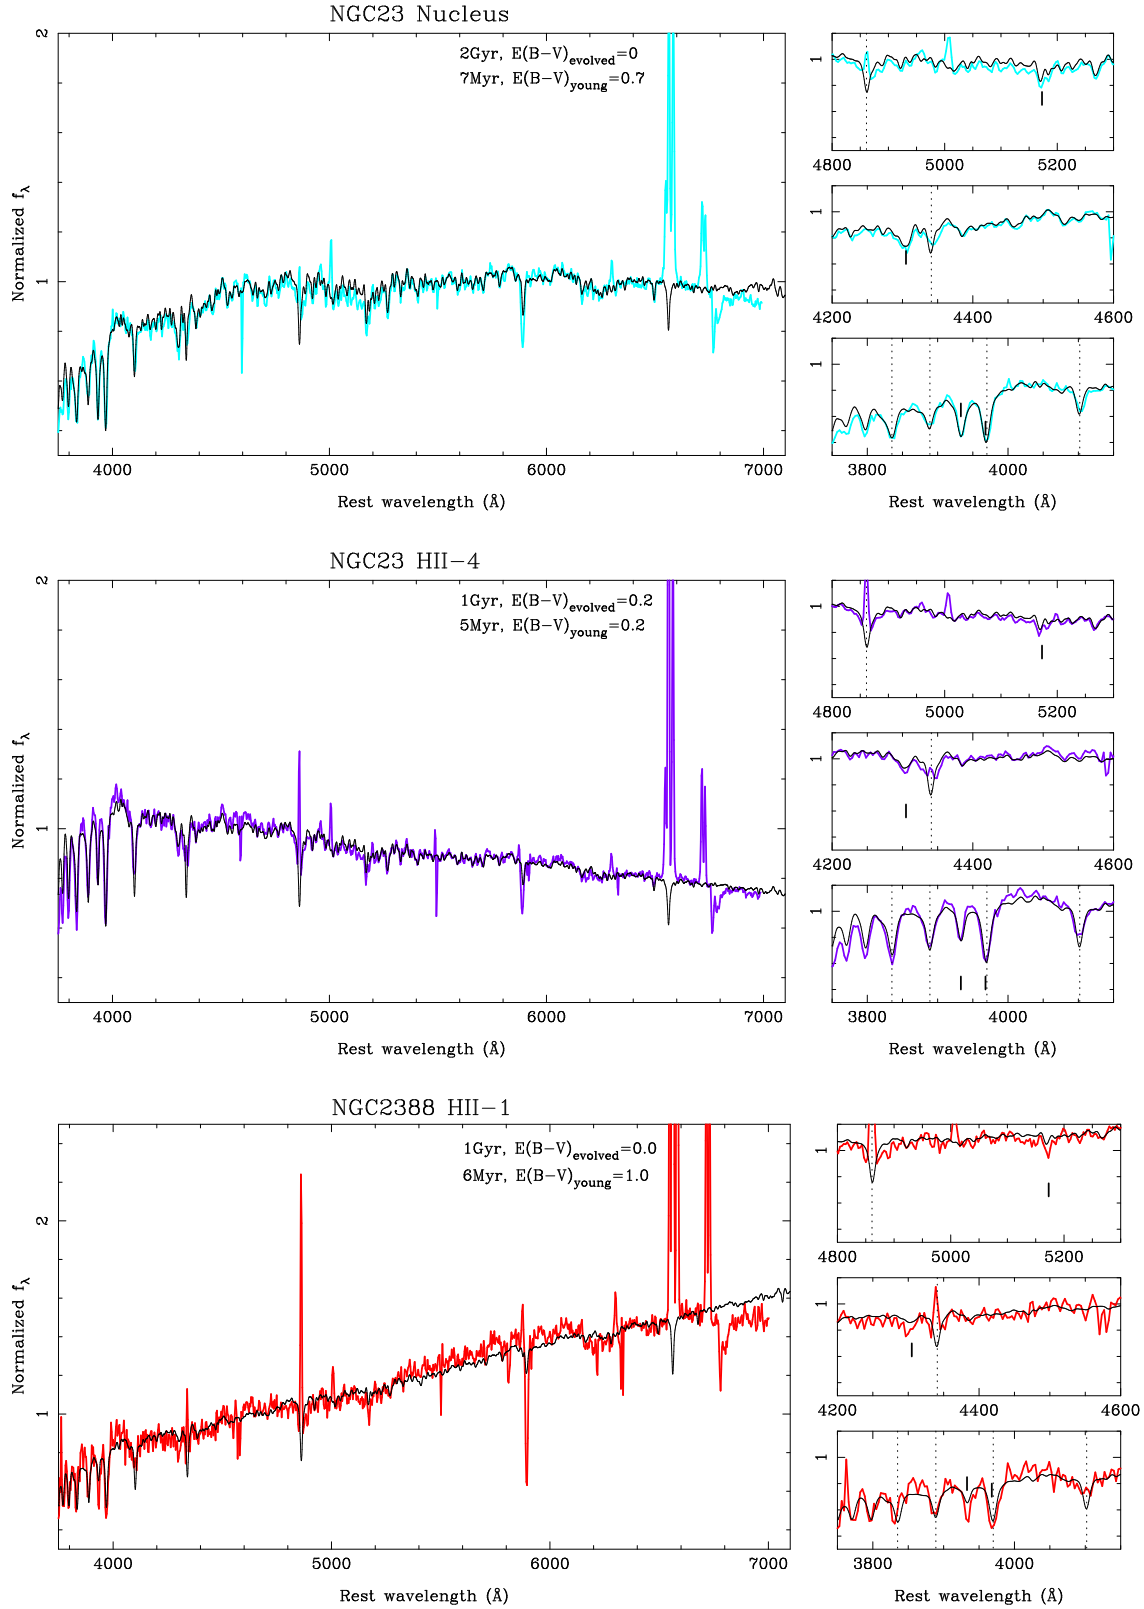 NGC23 Nucleus
2Gyr, E(B−V)evolved=0
7Myr, E(B−V)young=0.7
2
1
Normalized fλ
4000 5000 6000 7000
Rest wavelength (Å)
1
4800 5000 5200
1
4200 4400 4600
1
3800 4000
Rest wavelength (Å)
NGC23 HII−4
1Gyr, E(B−V)evolved=0.2
5Myr, E(B−V)young=0.2
2
1
Normalized fλ
4000 5000 6000 7000
Rest wavelength (Å)
1
4800 5000 5200
1
4200 4400 4600
1
3800 4000
Rest wavelength (Å)
NGC2388 HII−1
1Gyr, E(B−V)evolved=0.0
6Myr, E(B−V)young=1.0
2
1
Normalized fλ
4000 5000 6000 7000
Rest wavelength (Å)
1
4800 5000 5200
1
4200 4400 4600
1
3800 4000
Rest wavelength (Å)